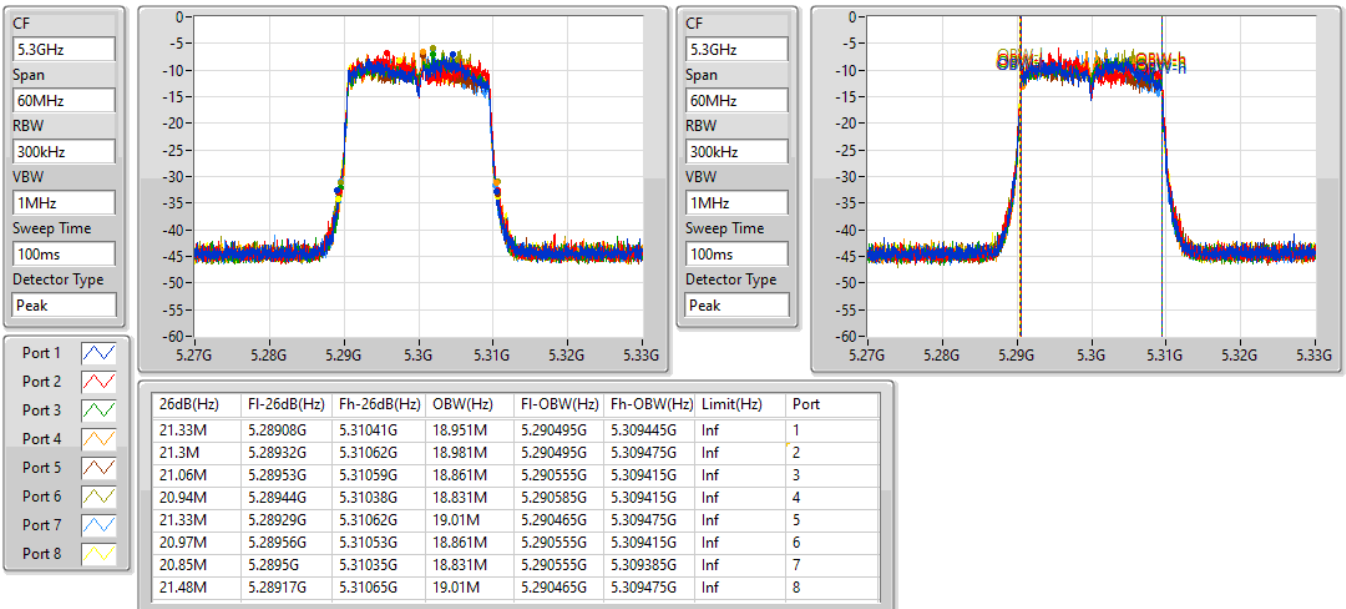 CF
5.3GHz
Span
60MHz
RBW
300kHz
VBW
1MHz
Sweep Time
100ms
Detector Type
Peak
0
-5
-10
-15
-20
-25
-30
-35
-40
-45
-50
-55
-60
5.27G 5.28G 5.29G 5.3G 5.31G 5.32G 5.33G
CF
5.3GHz
Span
60MHz
RBW
300kHz
VBW
1MHz
Sweep Time
100ms
Detector Type
Peak
0
-5
-10
-15
-20
-25
-30
-35
-40
-45
-50
-55
-60
OBW-h
5.27G 5.28G 5.29G 5.3G 5.31G 5.32G 5.33G
Port 1
Port 2
Port 3
Port 4
Port 5
Port 6
Port 7
Port 8
26dB(Hz) Fl-26dB(Hz) Fh-26dB(Hz) OBW(Hz) Fl-OBW(Hz) Fh-OBW(Hz) Limit(Hz) Port
21.33M 5.28908G 5.31041G 18.951M 5.290495G 5.309445G Inf 1
21.3M 5.28932G 5.31062G 18.981M 5.290495G 5.309475G Inf 2
21.06M 5.28953G 5.31059G 18.861M 5.290555G 5.309415G Inf 3
20.94M 5.28944G 5.31038G 18.831M 5.290585G 5.309415G Inf 4
21.33M 5.28929G 5.31062G 19.01M 5.290465G 5.309475G Inf 5
20.97M 5.28956G 5.31053G 18.861M 5.290555G 5.309415G Inf 6
20.85M 5.2895G 5.31035G 18.831M 5.290555G 5.309385G Inf 7
21.48M 5.28917G 5.31065G 19.01M 5.290465G 5.309475G Inf 8